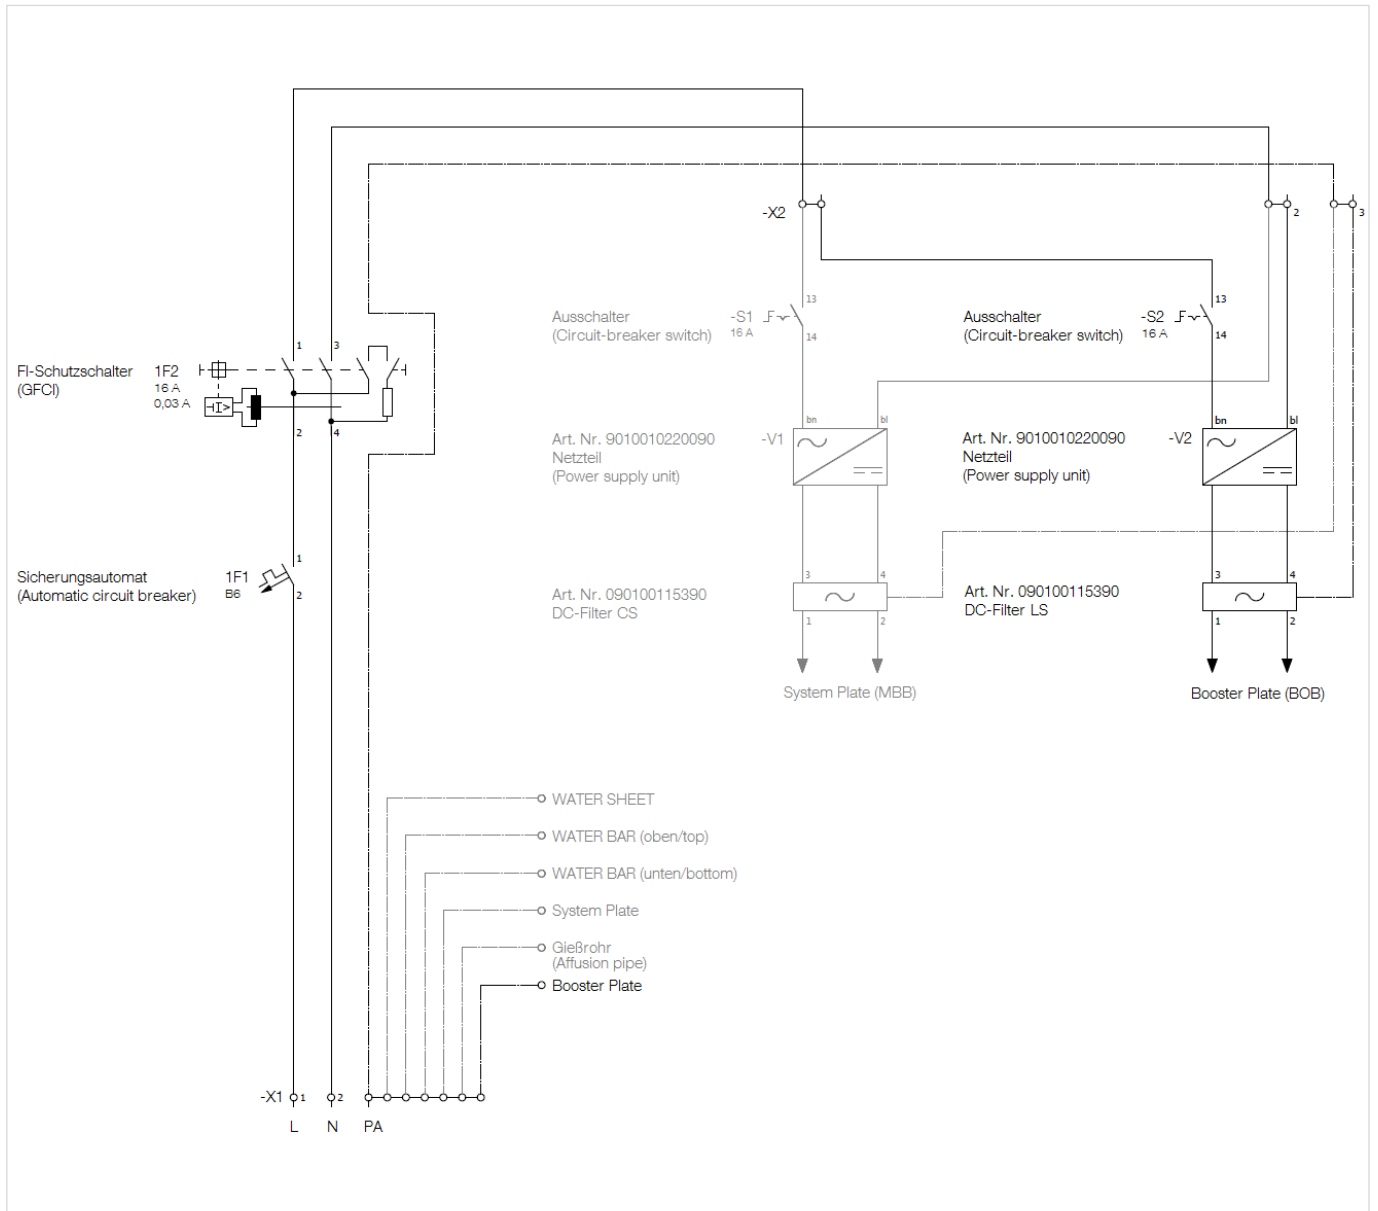 -X2
2
3
Ausschalter
(Circuit-breaker switch)
-S1
16 A
13
14
Ausschalter
(Circuit-breaker switch)
-S2
16 A
13
14
FI-Schutzschalter
(GFCI)
1F2
16 A
0,03 A
I>
1
3
2
4
Art. Nr. 9010010220090
Netzteil
(Power supply unit)
-V1
bn
bl
Art. Nr. 9010010220090
Netzteil
(Power supply unit)
-V2
bn
bl
Sicherungsautomat
(Automatic circuit breaker)
1F1
B6
1
2
Art. Nr. 090100115390
DC-Filter CS
3
4
1
2
Art. Nr. 090100115390
DC-Filter LS
3
4
1
2
System Plate (MBB)
Booster Plate (BOB)
WATER SHEET
WATER BAR (oben/top)
WATER BAR (unten/bottom)
System Plate
Gießrohr
(Affusion pipe)
Booster Plate
-X1
1
2
L
N
PA